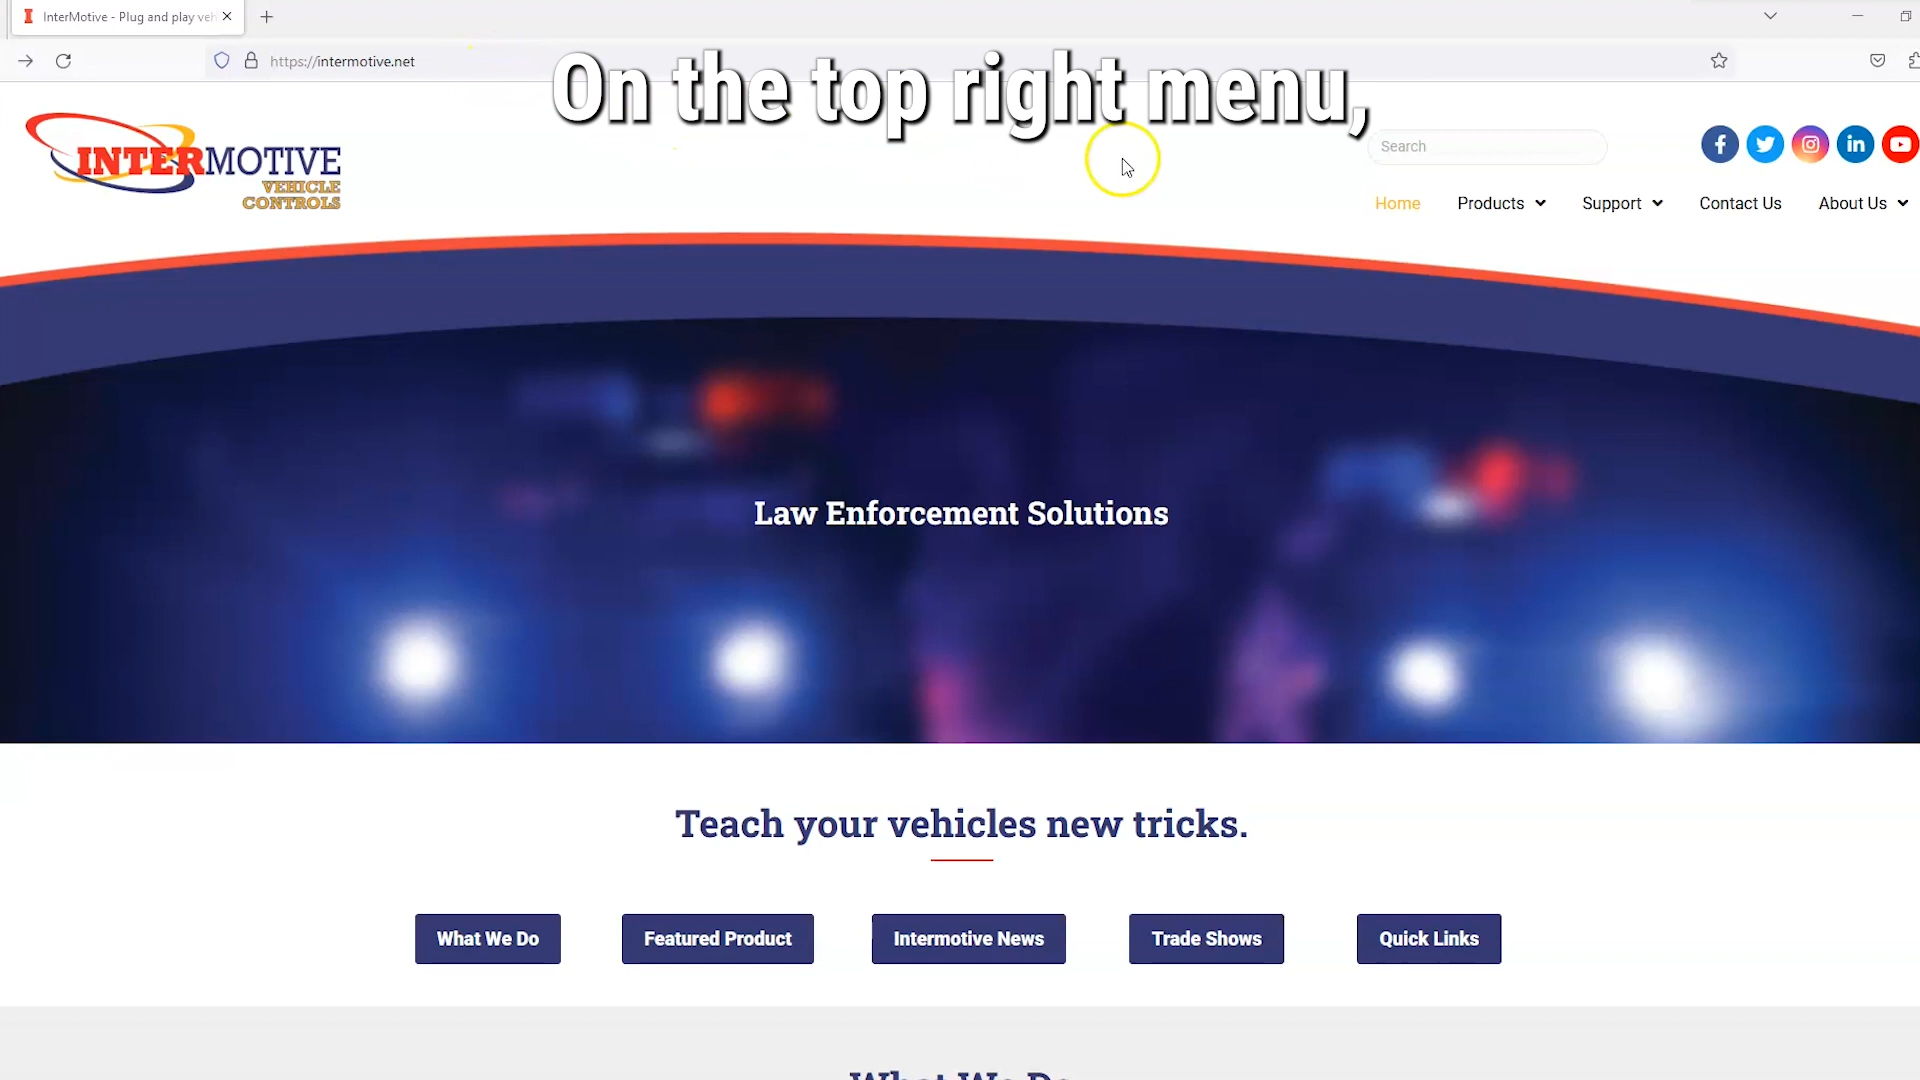 InterMotive - Plug and play veh
https://intermotive.net
On the top right menu,
INTERMOTIVE
VEHICLE
CONTROLS
Search
Home
Products
Support
Contact Us
About Us
Law Enforcement Solutions
Teach your vehicles new tricks.
What We Do
Featured Product
Intermotive News
Trade Shows
Quick Links
What We Do